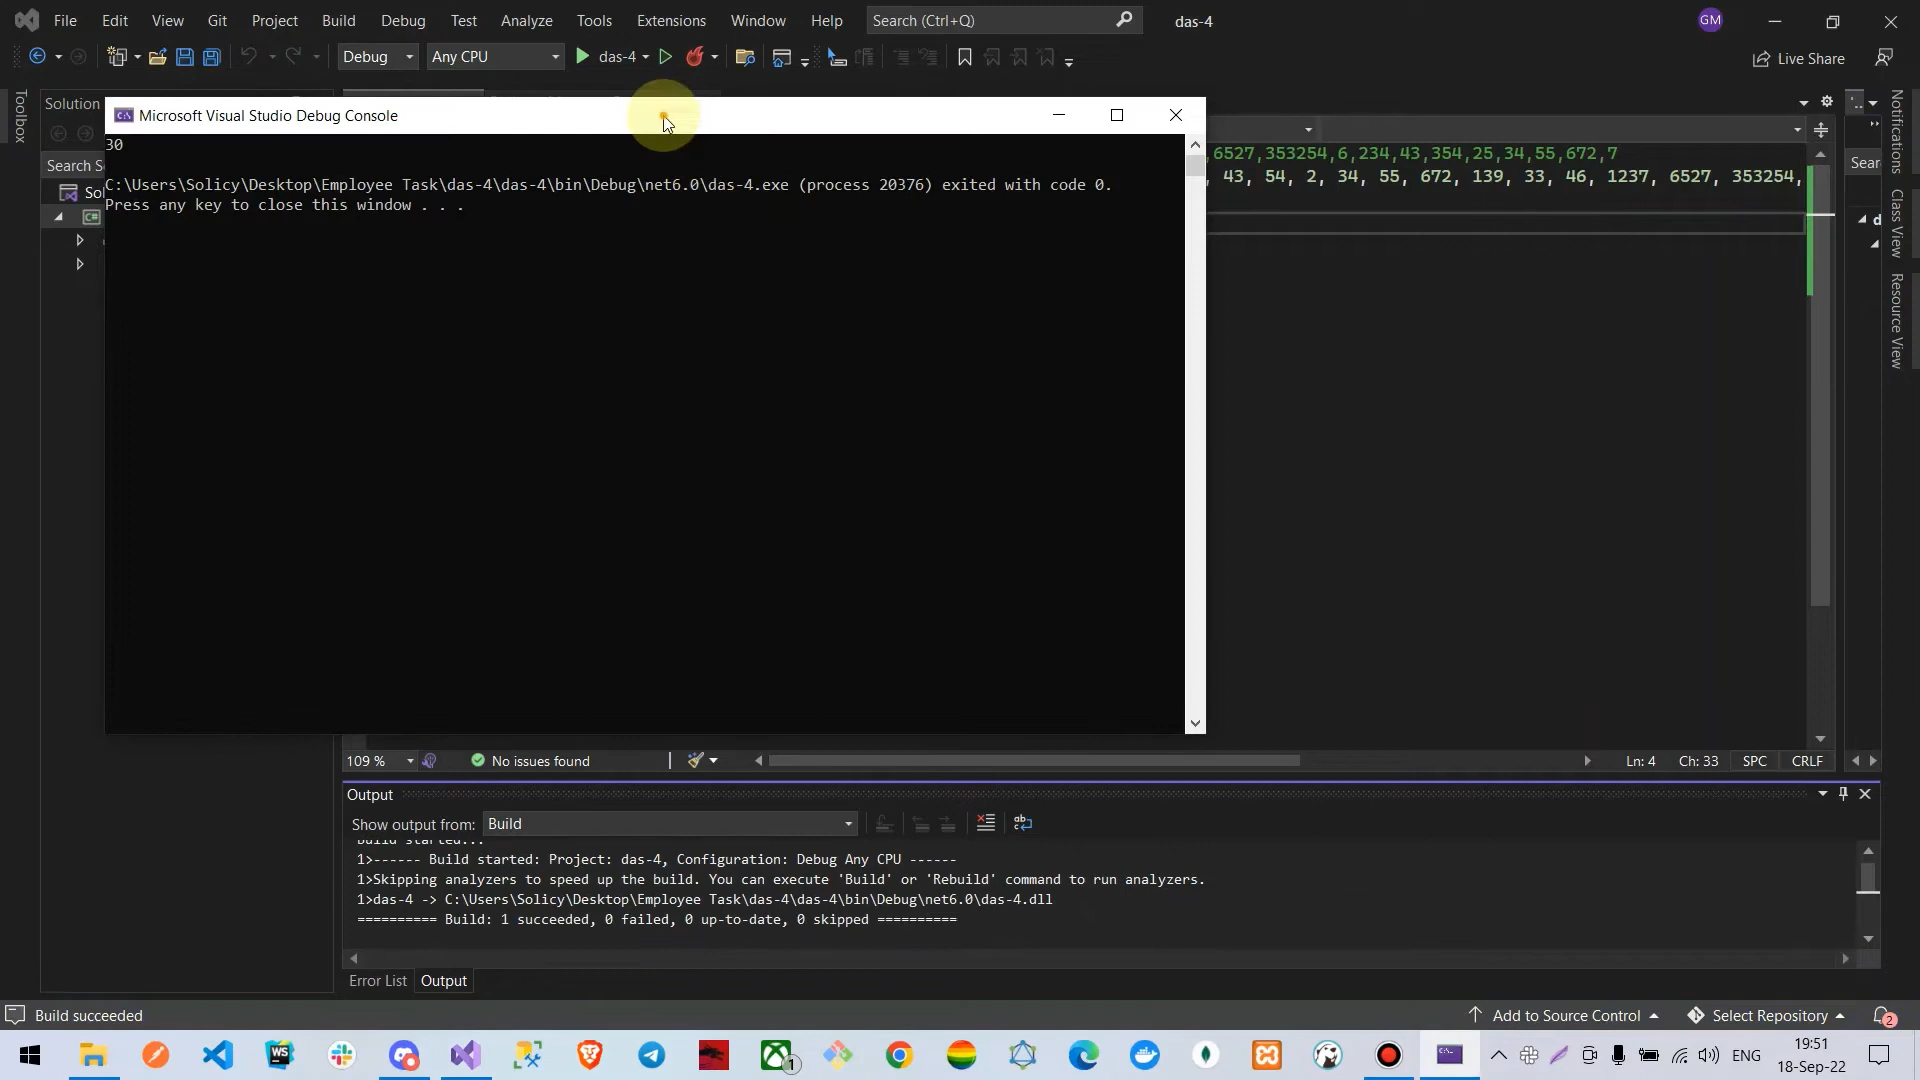 File Edit View Git Project Build Debug Test Analyze Tools Extensions Window Help Search (Ctrl+Q) das-4 GM
Debug Any CPU das-4 Live Share
Toolbox
Solution
Search S
Sol
Microsoft Visual Studio Debug Console
30
C:\Users\Solicy\Desktop\Employee Task\das-4\das-4\bin\Debug\net6.0\das-4.exe (process 20376) exited with code 0.
Press any key to close this window . . .
,6527,353254,6,234,43,354,25,34,55,672,7
, 43, 54, 2, 34, 55, 672, 139, 33, 46, 1237, 6527, 353254,
Sear
d
Notifications
Class View
Resource View
109 % No issues found Ln: 4 Ch: 33 SPC CRLF
Output
Show output from: Build
Build started...
1>------ Build started: Project: das-4, Configuration: Debug Any CPU ------
1>Skipping analyzers to speed up the build. You can execute 'Build' or 'Rebuild' command to run analyzers.
1>das-4 -> C:\Users\Solicy\Desktop\Employee Task\das-4\das-4\bin\Debug\net6.0\das-4.dll
========== Build: 1 succeeded, 0 failed, 0 up-to-date, 0 skipped ==========
Error List Output
Build succeeded Add to Source Control Select Repository 2
WS 1 ENG
19:51
18-Sep-22